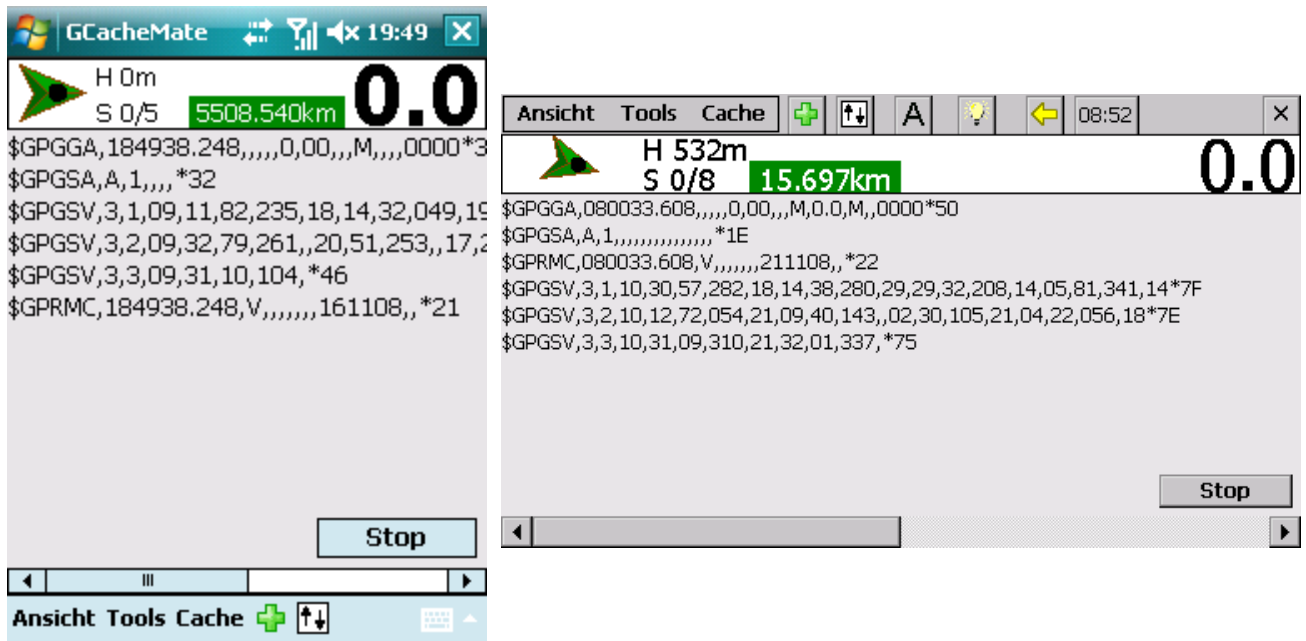 GCacheMate 19:49
H 0m
S 0/5 5508.540km 0.0
$GPGGA,184938.248,,,,,0,00,,,M,,,,0000*3
$GPGSA,A,1,,,,*32
$GPGSV,3,1,09,11,82,235,18,14,32,049,19
$GPGSV,3,2,09,32,79,261,,20,51,253,,17,2
$GPGSV,3,3,09,31,10,104,*46
$GPRMC,184938.248,V,,,,,,,161108,,*21
Stop
Ansicht Tools Cache
Ansicht Tools Cache A 08:52
H 532m
S 0/8 15.697km 0.0
$GPGGA,080033.608,,,,,0,00,,,M,0.0,M,,0000*50
$GPGSA,A,1,,,,,,,,,,,,,,,*1E
$GPRMC,080033.608,V,,,,,,,211108,,*22
$GPGSV,3,1,10,30,57,282,18,14,38,280,29,29,32,208,14,05,81,341,14*7F
$GPGSV,3,2,10,12,72,054,21,09,40,143,,02,30,105,21,04,22,056,18*7E
$GPGSV,3,3,10,31,09,310,21,32,01,337,*75
Stop